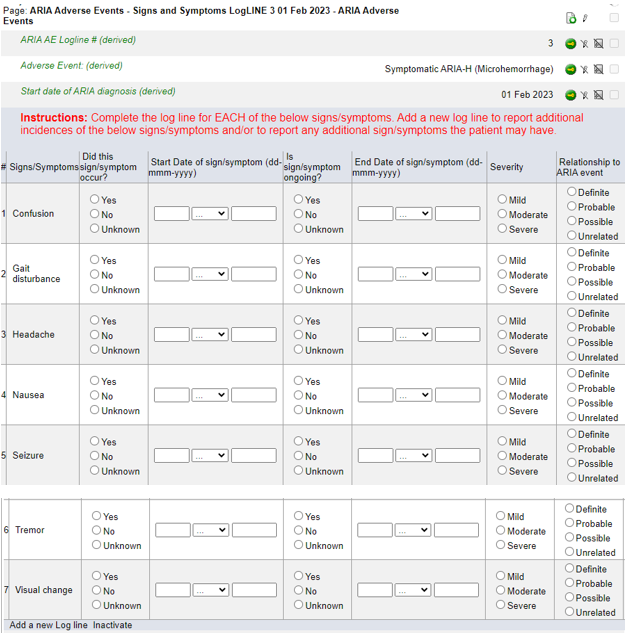 Page: ARIA Adverse Events - Signs and Symptoms LogLINE 3 01 Feb 2023 - ARIA Adverse
Events
ARIA AE Logline # (derived)
3
Adverse Event: (derived)
Symptomatic ARIA-H (Microhemorrhage)
Start date of ARIA diagnosis (derived)
01 Feb 2023
Instructions: Complete the log line for EACH of the below signs/symptoms. Add a new log line to report additional
incidences of the below signs/symptoms and/or to report any additional sign/symptoms the patient may have.
# Signs/Symptoms Did this sign/symptom occur? Start Date of sign/symptom (dd-mmm-yyyy) Is sign/symptom ongoing? End Date of sign/symptom (dd-mmm-yyyy) Severity Relationship to ARIA event
1 Confusion
Yes ... Yes ... Mild Definite
No No Moderate Probable
Unknown Unknown Severe Possible
Unrelated
2 Gait disturbance
Yes ... Yes ... Mild Definite
No No Moderate Probable
Unknown Unknown Severe Possible
Unrelated
3 Headache
Yes ... Yes ... Mild Definite
No No Moderate Probable
Unknown Unknown Severe Possible
Unrelated
4 Nausea
Yes ... Yes ... Mild Definite
No No Moderate Probable
Unknown Unknown Severe Possible
Unrelated
5 Seizure
Yes ... Yes ... Mild Definite
No No Moderate Probable
Unknown Unknown Severe Possible
Unrelated
6 Tremor
Yes ... Yes ... Mild Definite
No No Moderate Probable
Unknown Unknown Severe Possible
Unrelated
7 Visual change
Yes ... Yes ... Mild Definite
No No Moderate Probable
Unknown Unknown Severe Possible
Unrelated
Add a new Log line Inactivate